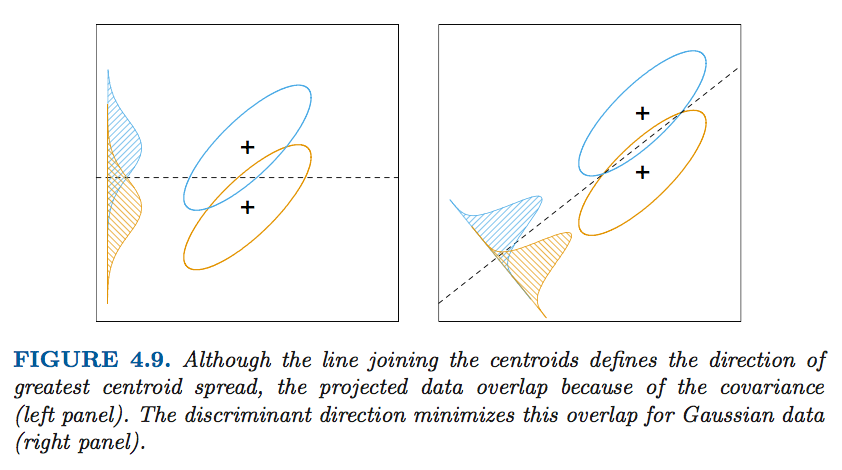 FIGURE 4.9. Although the line joining the centroids defines the direction of
greatest centroid spread, the projected data overlap because of the covariance
(left panel). The discriminant direction minimizes this overlap for Gaussian data
(right panel).